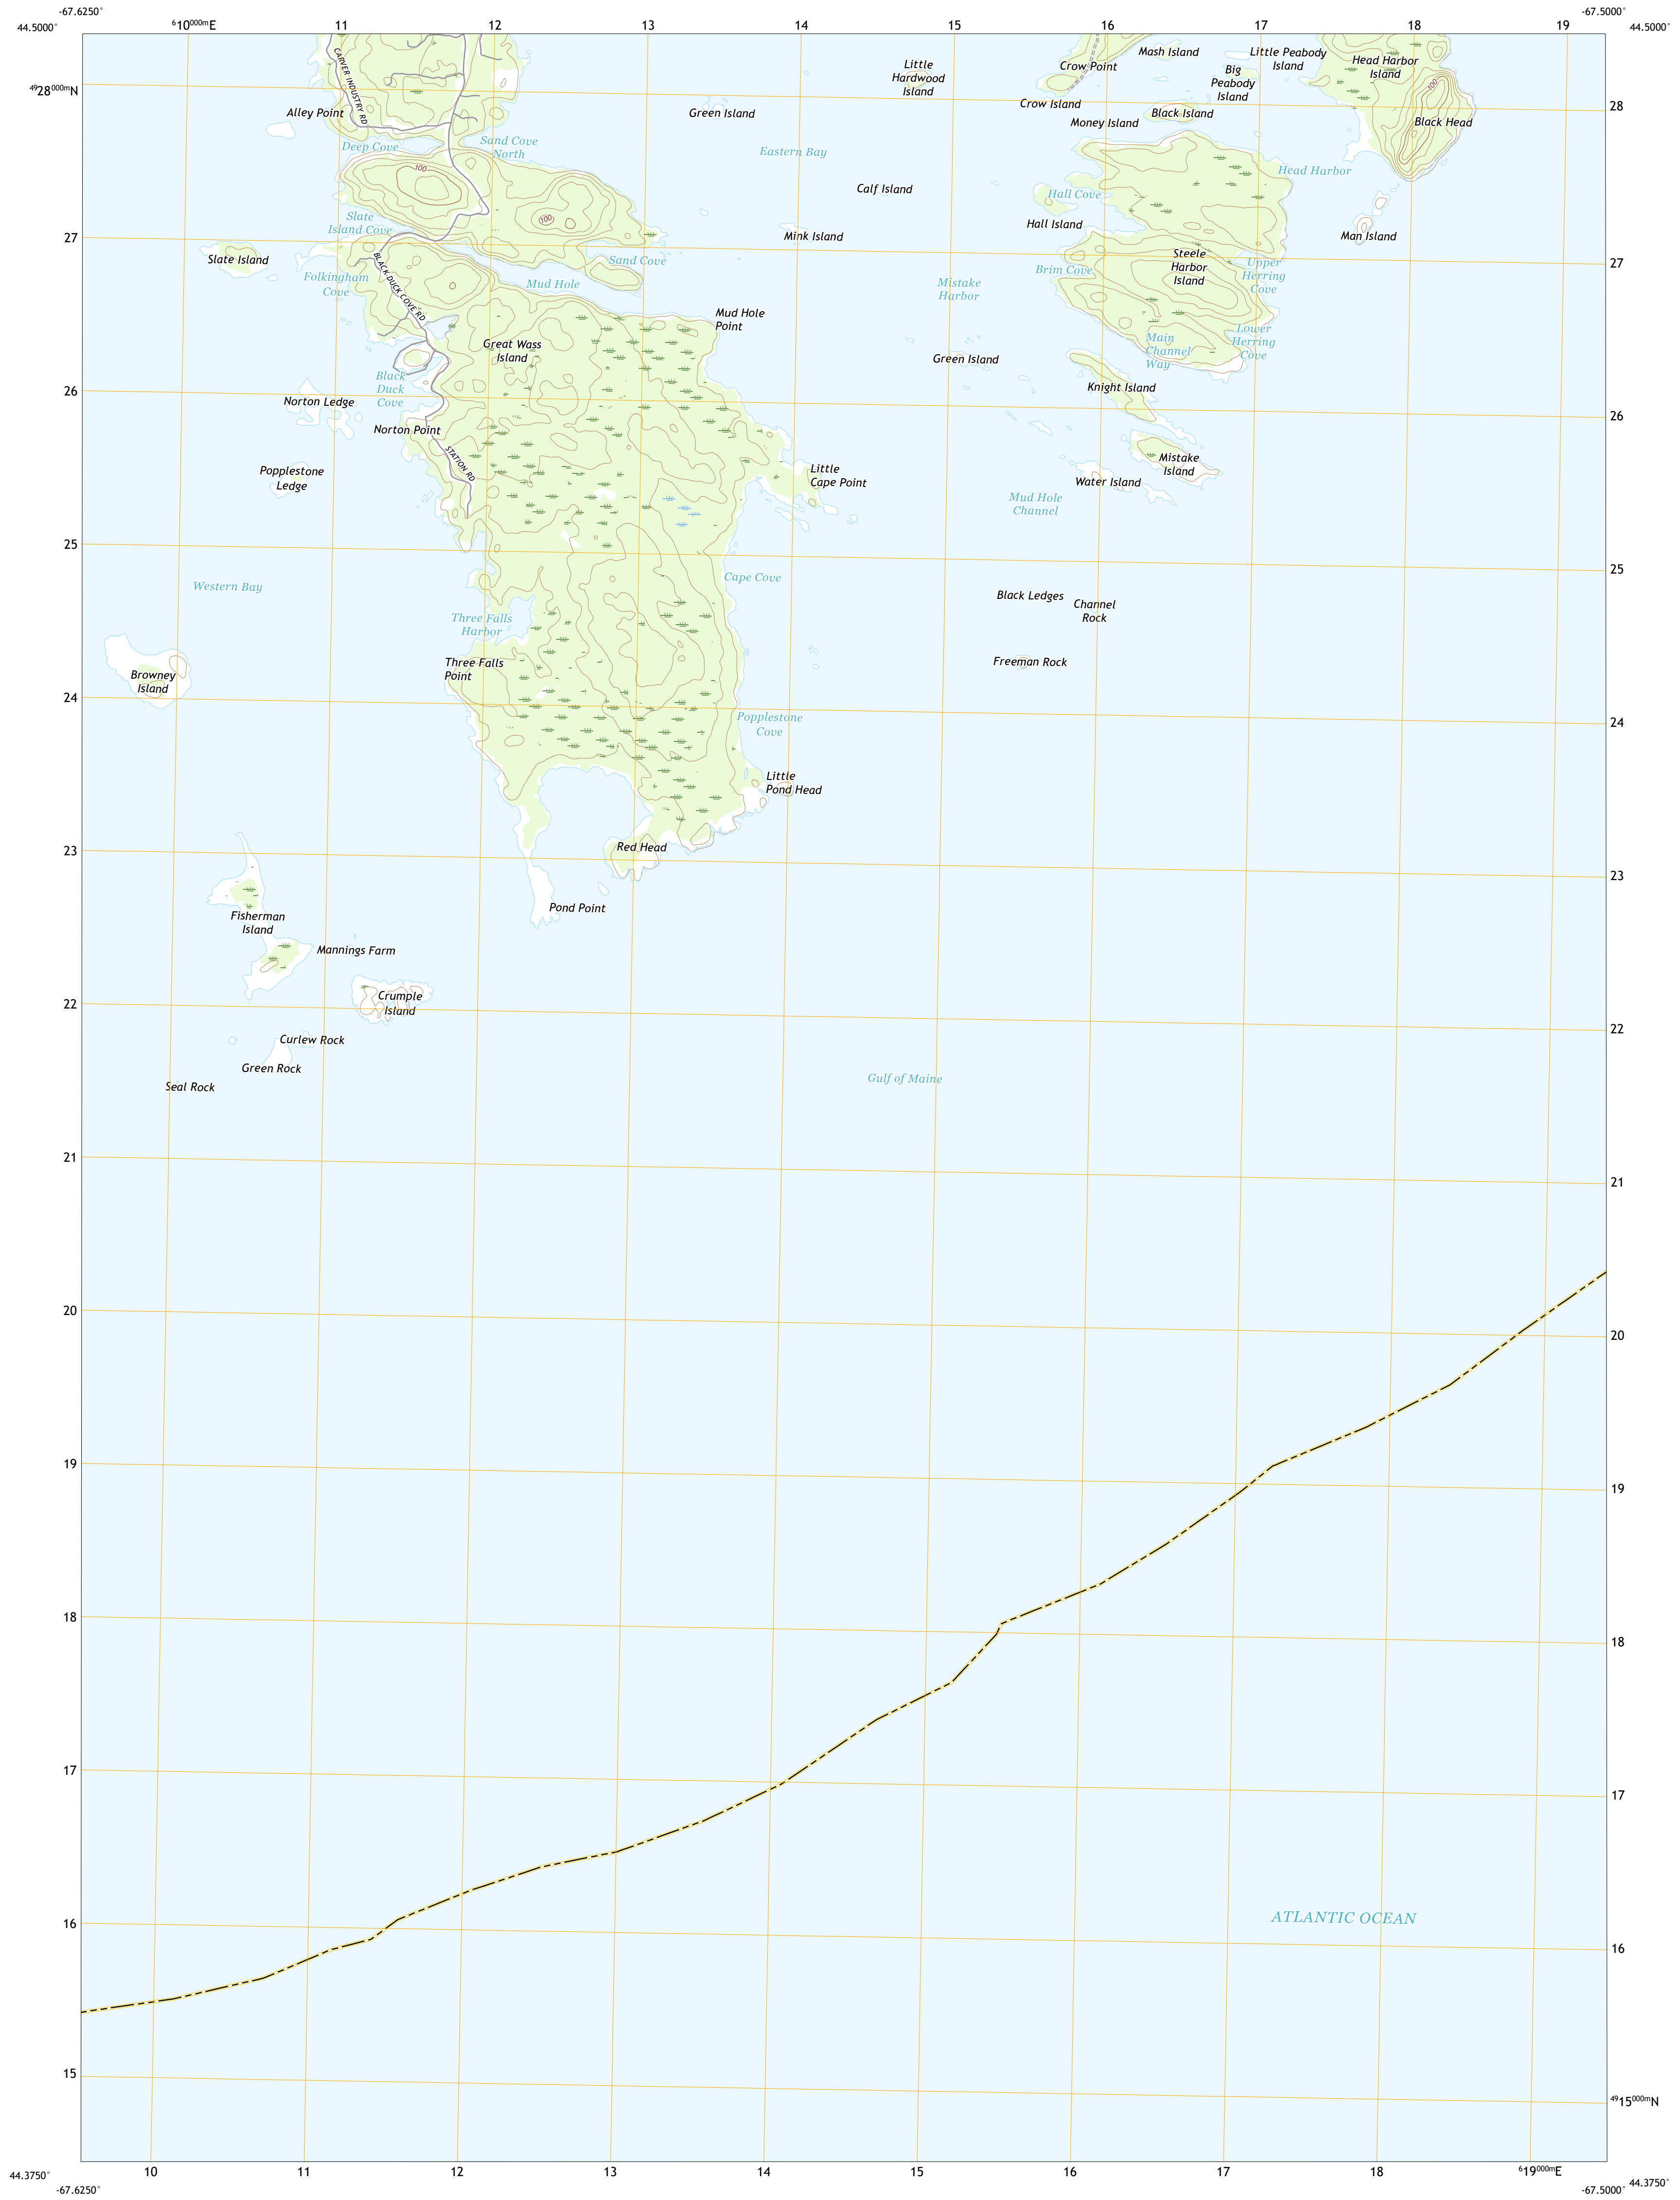 -67.6250°
-67.5000°
44.5000°
⁶10⁰⁰⁰ᵐE
11
12
13
14
15
16
17
18
19
44.5000°
⁴⁹28⁰⁰⁰ᵐN
28
CARVER INDUSTRY RD
Alley Point
Deep Cove
Sand Cove
North
100
Green Island
Eastern Bay
Little
Hardwood
Island
Crow Point
Crow Island
Money Island
Mash Island
Black Island
Big
Peabody
Island
Little Peabody
Island
Head Harbor
Island
100
Black Head
Head Harbor
Calf Island
Hall Cove
Hall Island
Man Island
Slate
Island Cove
100
Mink Island
27
27
Slate Island
Folkingham
Cove
BLACK DUCK COVE RD
Mud Hole
Sand Cove
Mistake
Harbor
Brim Cove
Steele
Harbor
Island
Upper
Herring
Cove
Mud Hole
Point
Great Wass
Island
Green Island
Main
Channel
Way
Lower
Herring
Cove
26
26
Black
Duck
Cove
Norton Ledge
Knight Island
Norton Point
STATION RD
Popplestone
Ledge
Little
Cape Point
Mistake
Island
Water Island
Mud Hole
Channel
25
25
Western Bay
Cape Cove
Black Ledges
Channel
Rock
Three Falls
Harbor
Three Falls
Point
Freeman Rock
Browney
Island
24
24
Popplestone
Cove
Little
Pond Head
23
23
Red Head
Pond Point
Fisherman
Island
Mannings Farm
Crumple
Island
22
22
Curlew Rock
Green Rock
Seal Rock
Gulf of Maine
21
21
20
20
19
19
18
18
17
17
16
16
ATLANTIC OCEAN
15
⁴⁹15⁰⁰⁰ᵐN
44.3750°
10
11
12
13
14
15
16
17
18
⁶19⁰⁰⁰ᵐE
44.3750°
-67.6250°
-67.5000°